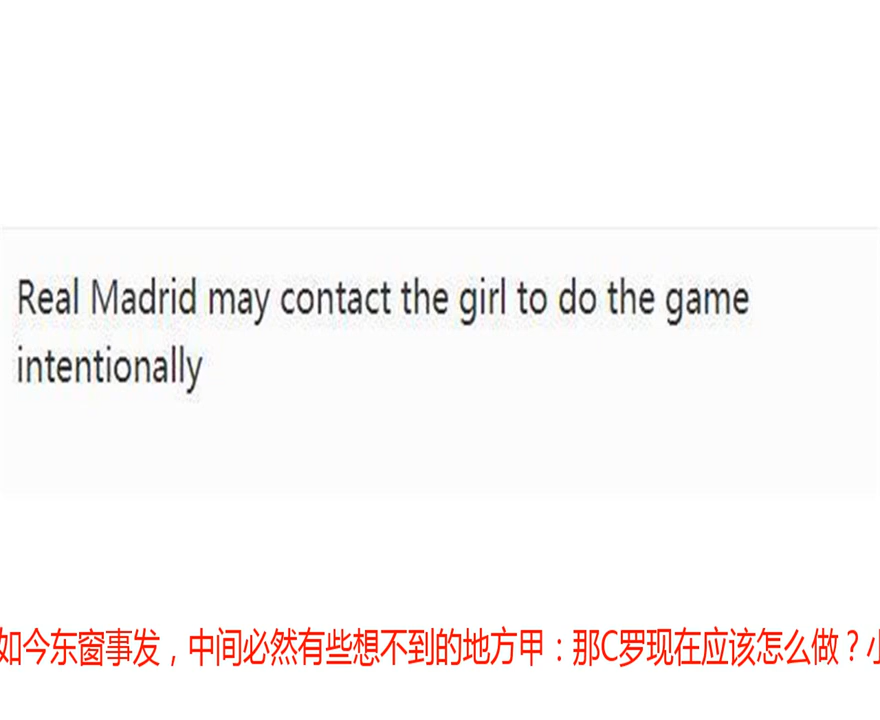 Real Madrid may contact the girl to do the game
intentionally
如今东窗事发，中间必然有些想不到的地方甲：那C罗现在应该怎么做？小